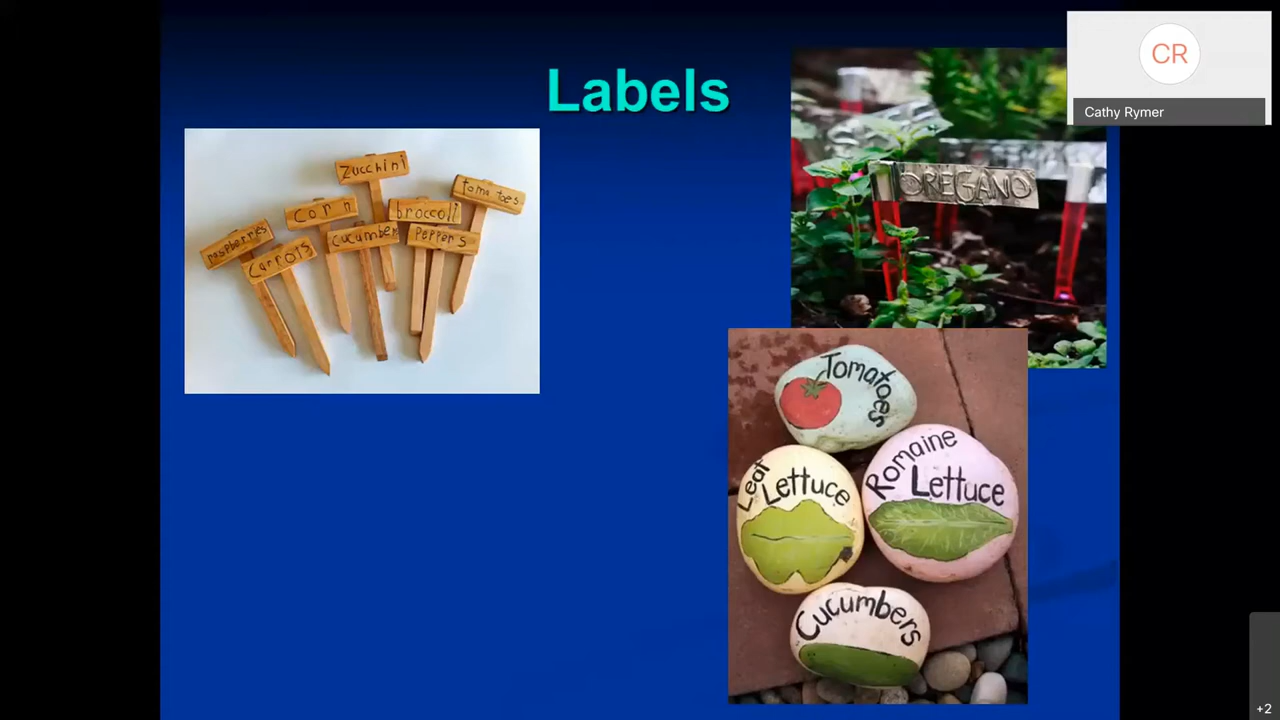 Labels
CR
Cathy Rymer
zucchini
tomatoes
corn
broccoli
raspberries
cucumber
Peppers
Carrots
OREGANO
Tomatoes
Leaf
Lettuce
Romaine
Lettuce
Cucumbers
+2